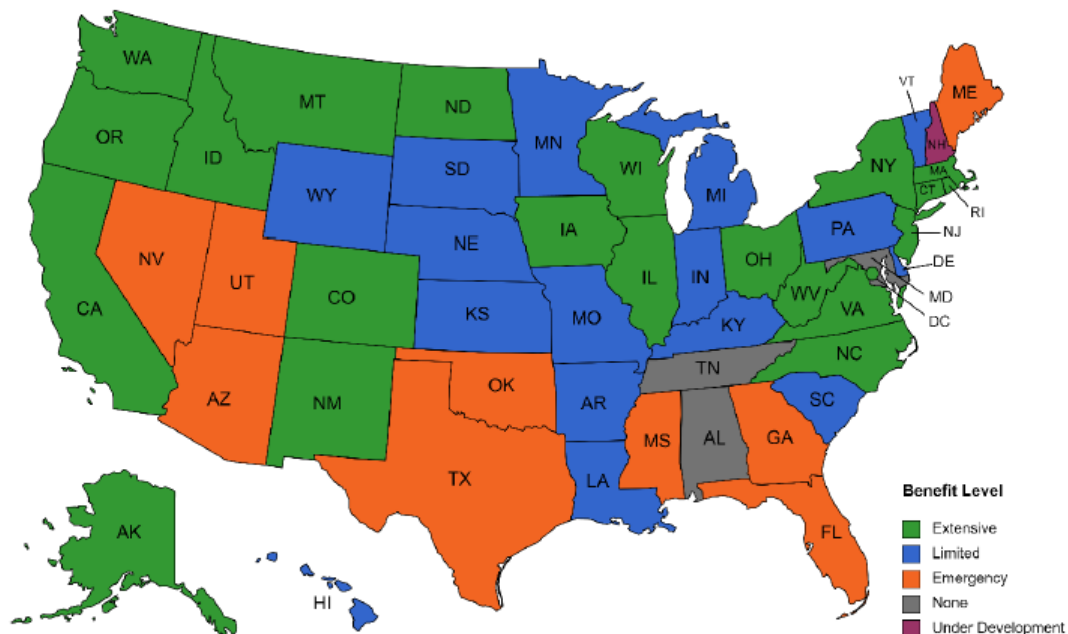 WA
MT
ND
OR
ID
MN
VT
ME
NH
WI
NY
MA
CT
RI
WY
SD
MI
NJ
PA
DE
IA
NE
MD
DC
NV
UT
CO
IL
IN
OH
WV
VA
CA
KS
MO
KY
NC
TN
AZ
NM
OK
AR
SC
MS
AL
GA
TX
LA
FL
AK
HI
Benefit Level
Extensive
Limited
Emergency
None
Under Development